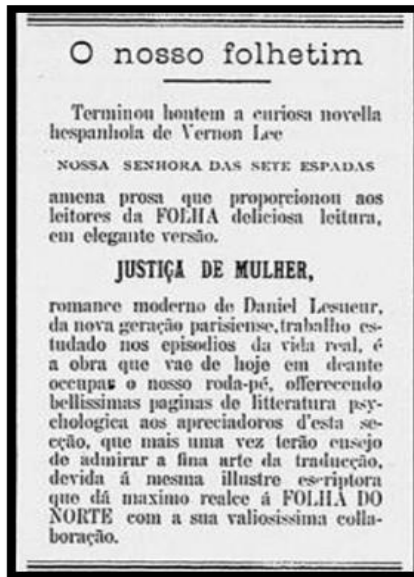 O nosso folhetim
Terminou hontem a curiosa novella
hespanhola de Vernon Lee
NOSSA SENHORA DAS SETE ESPADAS
amena prosa que proporcionou aos
leitores da FOLHA deliciosa leitura,
em elegante versão.
JUSTIÇA DE MULHER,
romance moderno de Daniel Lesueur,
da nova geração parisiense, trabalho es-
tudado nos episodios da vida real, é
a obra que vae de hoje em deante
occupar o nosso roda-pé, offerecendo
bellissimas paginas de litteratura psy-
chologica aos apreciadores d'esta se-
cção, que mais uma vez terão ensejo
de admirar a fina arte da traducção,
devida á mesma illustre escriptora
que dá maximo realce á FOLHA DO
NORTE com a sua valiosissima colla-
boração.